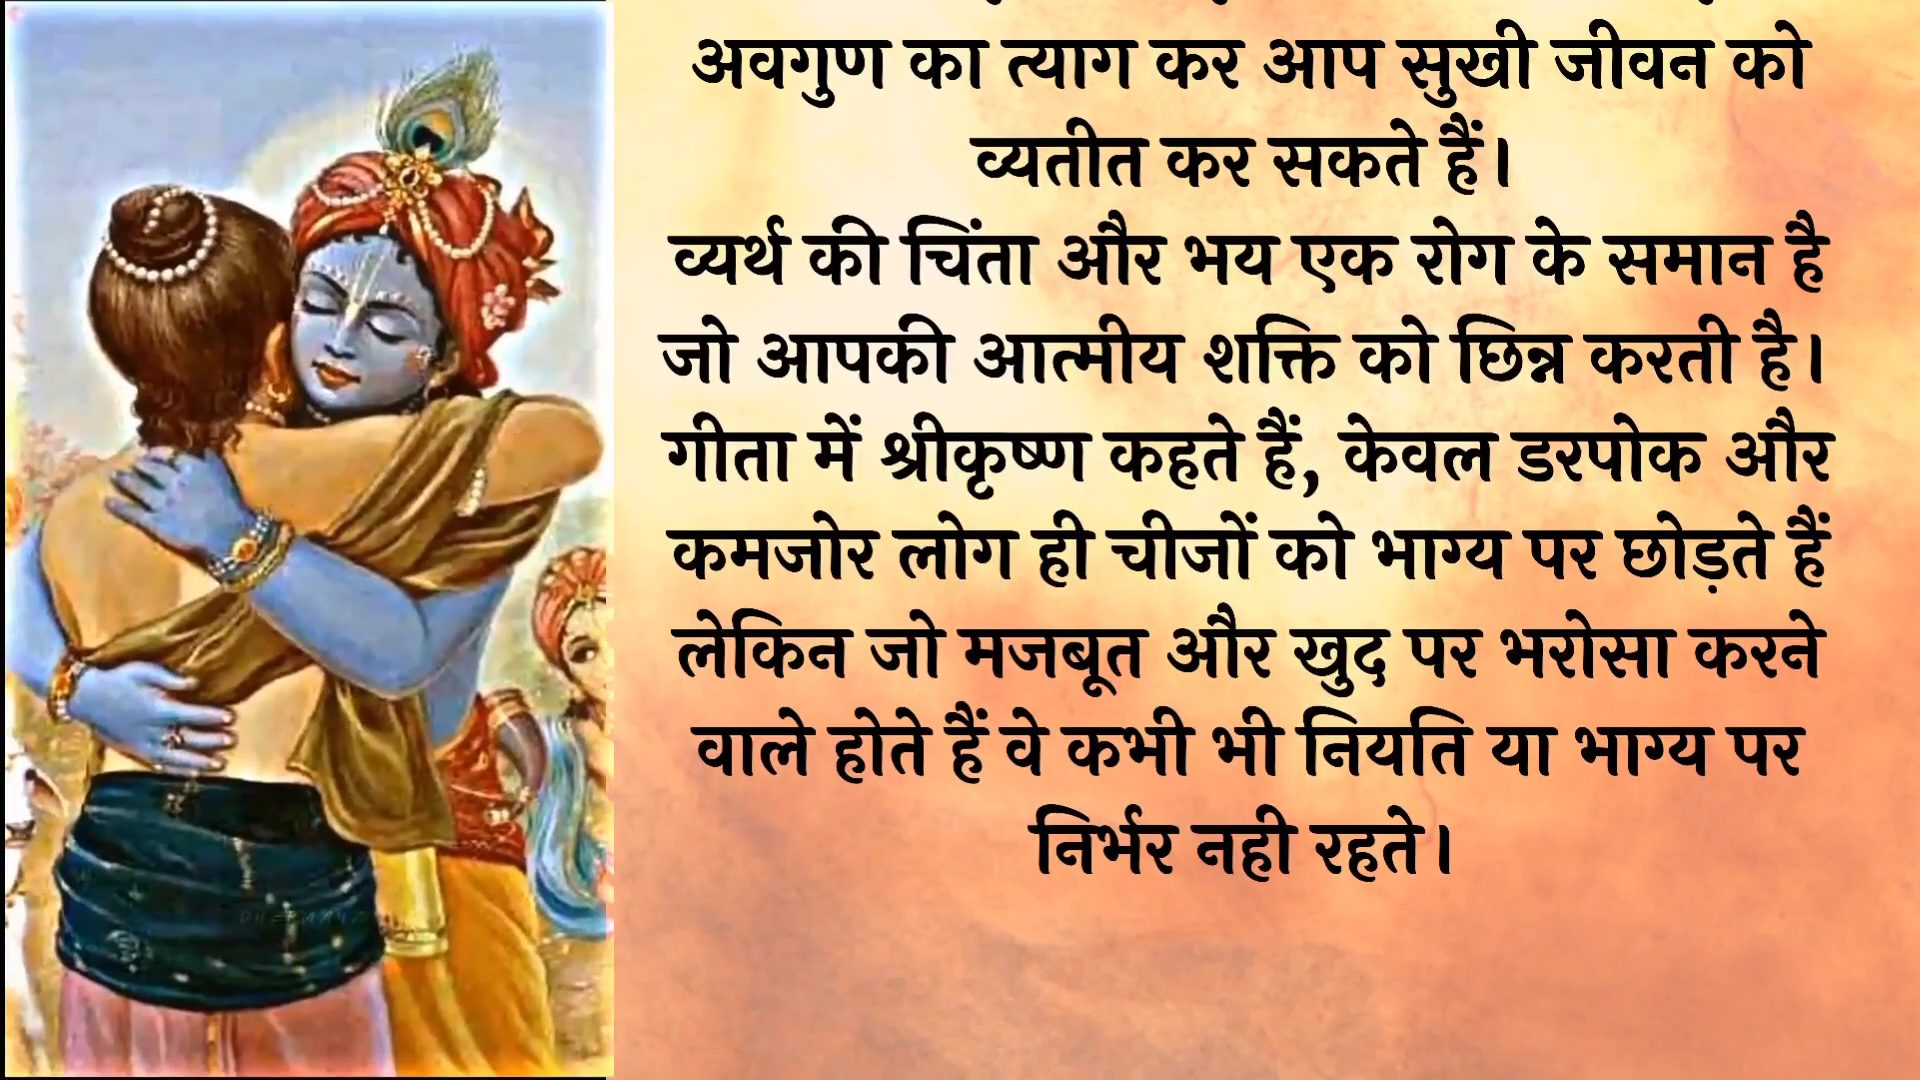 अवगुण का त्याग कर आप सुखी जीवन को
व्यतीत कर सकते हैं।
व्यर्थ की चिंता और भय एक रोग के समान है
जो आपकी आत्मीय शक्ति को छिन्न करती है।
गीता में श्रीकृष्ण कहते हैं, केवल डरपोक और
कमजोर लोग ही चीजों को भाग्य पर छोड़ते हैं
लेकिन जो मजबूत और खुद पर भरोसा करने
वाले होते हैं वे कभी भी नियति या भाग्य पर
निर्भर नही रहते।